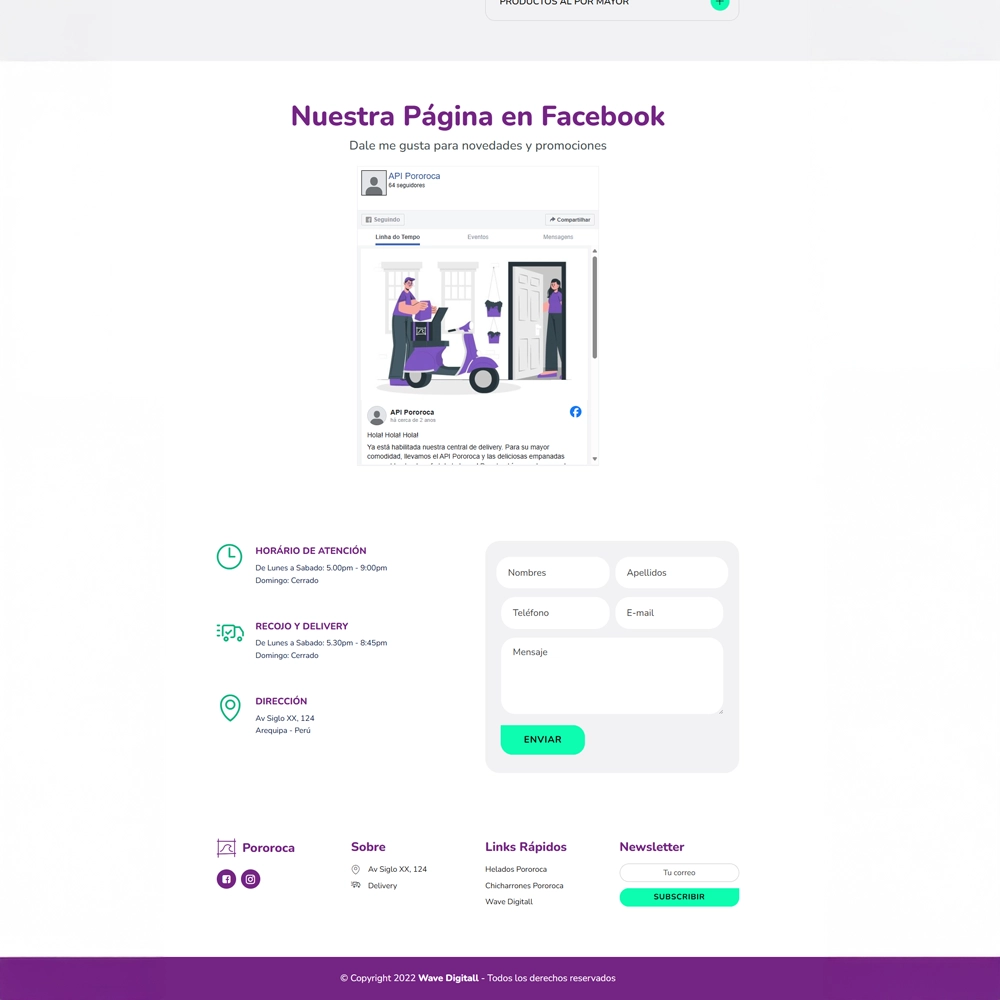 PRODUCTOS AL POR MAYOR
Nuestra Página en Facebook
Dale me gusta para novedades y promociones
API Pororoca
64 seguidores
Seguindo
Compartilhar
Linha do Tempo
Eventos
Mensagens
API Pororoca
há cerca de 2 anos
Hola! Hola! Hola!
Ya está habilitada nuestra central de delivery. Para su mayor
comodidad, llevamos el API Pororoca y las deliciosas empanadas
HORÁRIO DE ATENCIÓN
De Lunes a Sabado: 5.00pm - 9:00pm
Domingo: Cerrado
RECOJO Y DELIVERY
De Lunes a Sabado: 5.30pm - 8:45pm
Domingo: Cerrado
DIRECCIÓN
Av Siglo XX, 124
Arequipa - Perú
Nombres
Apellidos
Teléfono
E-mail
Mensaje
ENVIAR
Pororoca
Sobre
Av Siglo XX, 124
Delivery
Links Rápidos
Helados Pororoca
Chicharrones Pororoca
Wave Digitall
Newsletter
Tu correo
SUBSCRIBIR
© Copyright 2022 Wave Digitall - Todos los derechos reservados